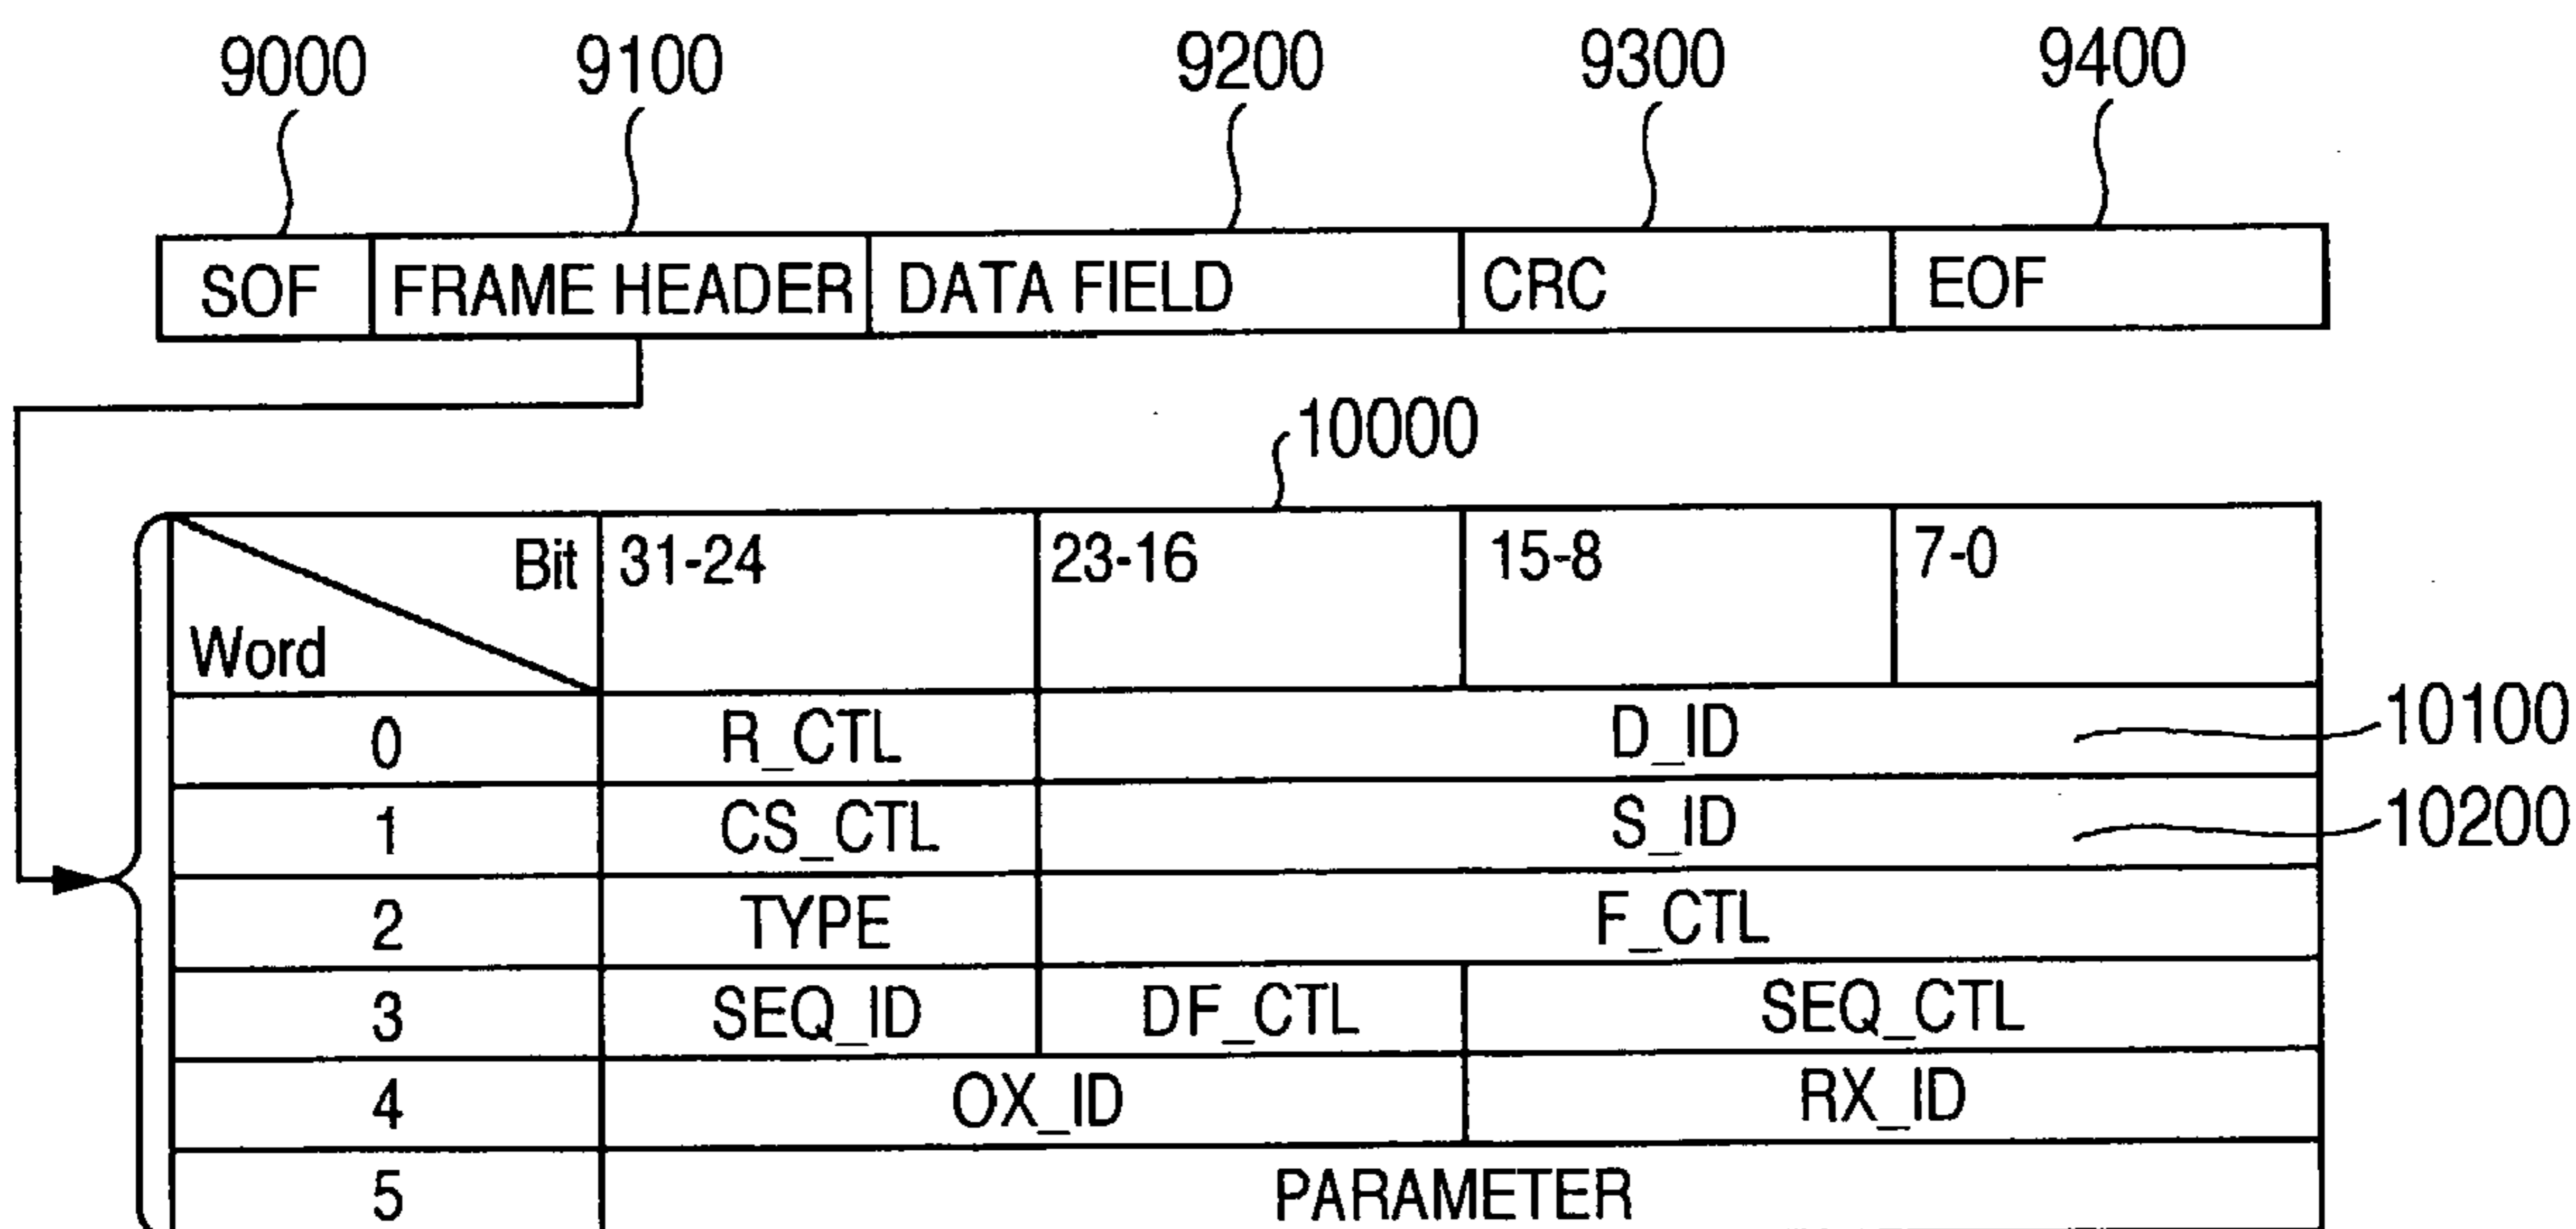 9000 9100 9200 9300 9400
SOF FRAME HEADER DATA FIELD CRC EOF
10000
Bit 31-24 23-16 15-8 7-0
Word
0 R_CTL D_ID 10100
1 CS_CTL S_ID 10200
2 TYPE F_CTL
3 SEQ_ID DF_CTL SEQ_CTL
4 OX_ID RX_ID
5 PARAMETER